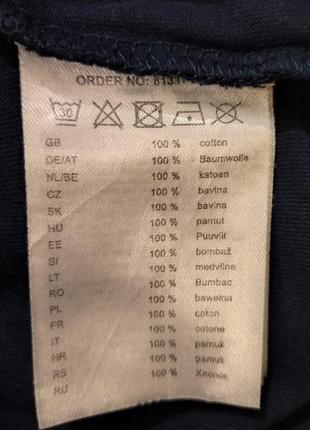 ORDER NO: 
30
GB 100 % cotton
DE/AT 100 % Baumwolle
NL/BE 100 % katoen
CZ 100 % bavlna
SK 100 % bavlna
HU 100 % pamut
EE 100 % Puuvill
SI 100 % bombaž
LT 100 % medvilne
RO 100 % Bumbac
PL 100 % bawełna
FR 100 % coton
IT 100 % cotone
HR 100 % pamuk
RS 100 % pamuk
RU 100 % Хлопок